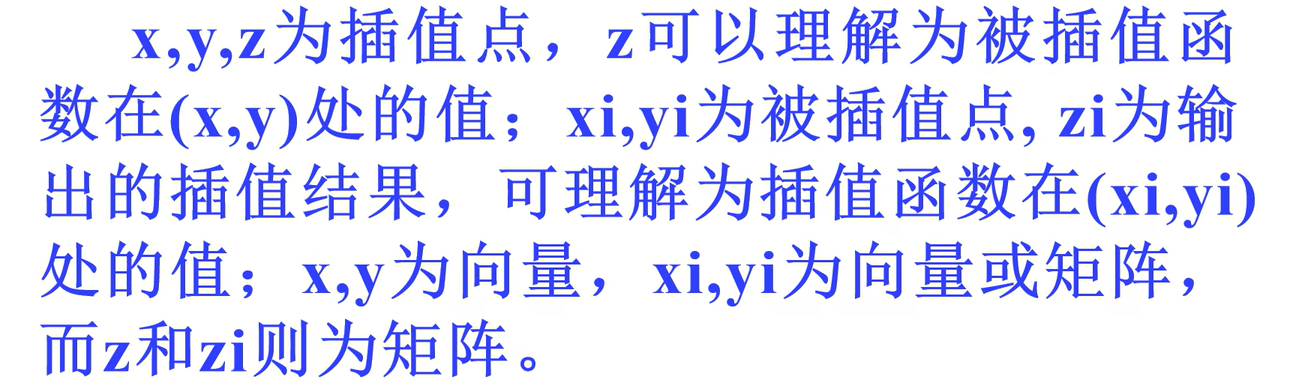 x,y,z为插值点，z可以理解为被插值函
数在(x,y)处的值；xi,yi为被插值点, zi为输
出的插值结果，可理解为插值函数在(xi,yi)
处的值；x,y为向量，xi,yi为向量或矩阵，
而z和zi则为矩阵。